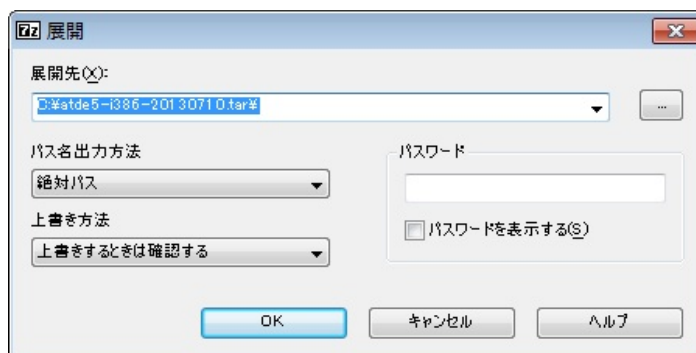 7z 展開
展開先(X):
C:¥atde5-i386-20130710.tar¥
...
パス名出力方法
絶対パス
上書き方法
上書きするときは確認する
パスワード
パスワードを表示する(S)
OK
キャンセル
ヘルプ